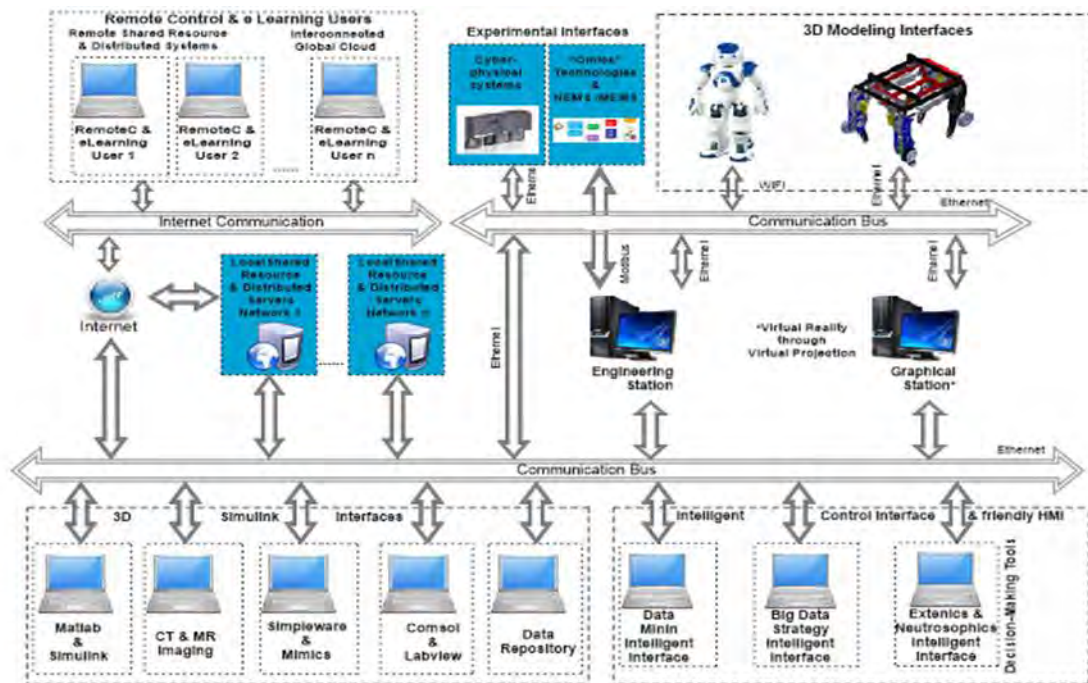 Remote Control & e Learning Users
Remote Shared Resource
& Distributed Systems
Interconnected
Global Cloud
RemoteC &
eLearning
User 1
RemoteC &
eLearning
User 2
......
RemoteC &
eLearning
User n
Experimental Interfaces
Cyber-
physical
systems
"Omics"
Technologies
&
NEMS /MEMS
3D Modeling Interfaces
Ethernet
WIFI
Ethernet
Internet Communication
Ethernet
Communication Bus
Internet
Local Shared
Resource
& Distributed
Servers
Network 1
......
Local Shared
Resource
& Distributed
Servers
Network n
Ethernet
Modbus
Ethernet
Ethernet
Engineering
Station
*Virtual Reality
through
Virtual Projection
Graphical
Station*
Ethernet
Communication Bus
3D Simulink Interfaces
Matlab
&
Simulink
CT & MR
Imaging
Simpleware
&
Mimics
Comsol
&
Labview
Data
Repository
Intelligent Control Interface & friendly HMI
Data
Minin
Intelligent
Interface
Big Data
Strategy
Intelligent
Interface
Extenics &
Neutrosophics
Intelligent
Interface
Decision-Making Tools